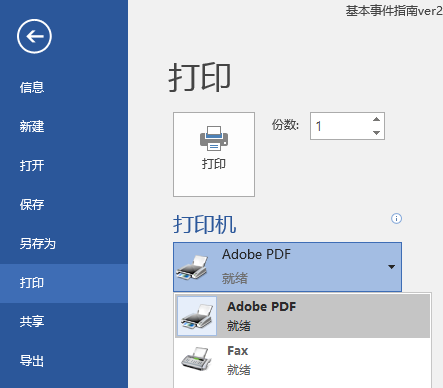 基本事件指南ver2
信息
新建
打开
保存
另存为
打印
共享
导出
打印
打印
份数: 1
打印机
Adobe PDF
就绪
Adobe PDF
就绪
Fax
就绪